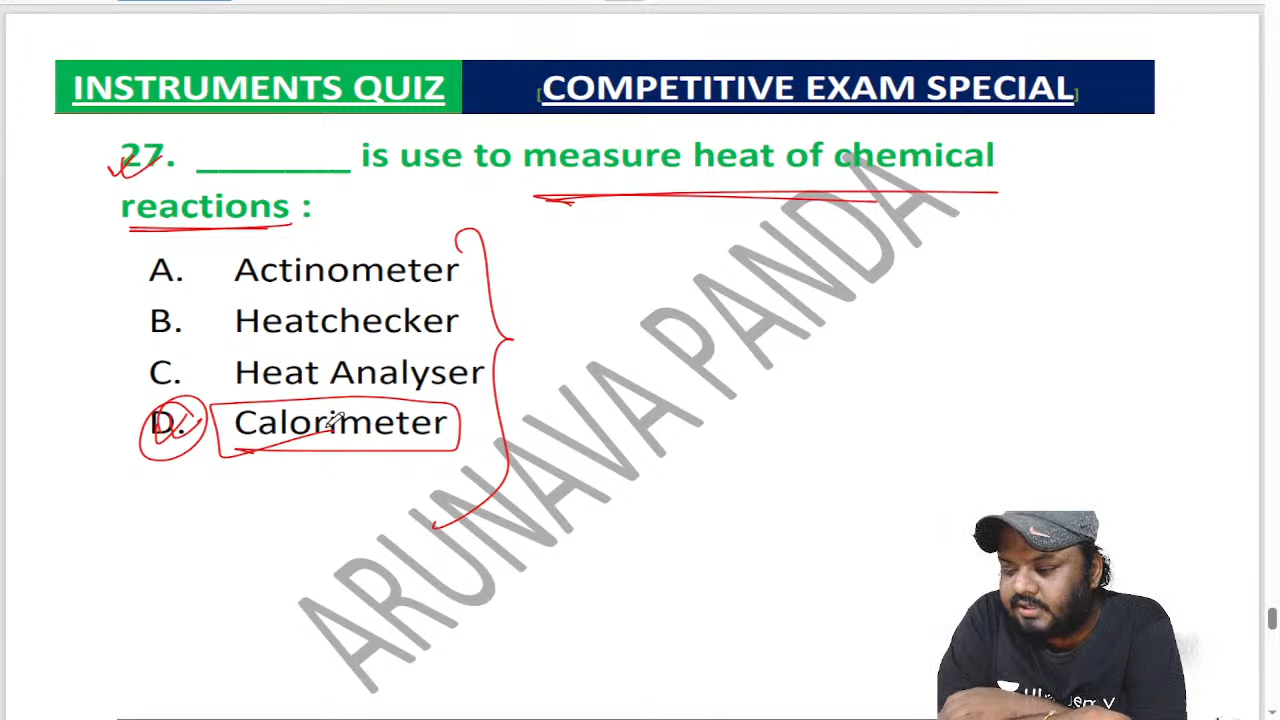 INSTRUMENTS QUIZ
[COMPETITIVE EXAM SPECIAL]
27. ________ is use to measure heat of chemical
reactions :
A. Actinometer
B. Heatchecker
C. Heat Analyser
D. Calorimeter
ARUNAVA PANDA